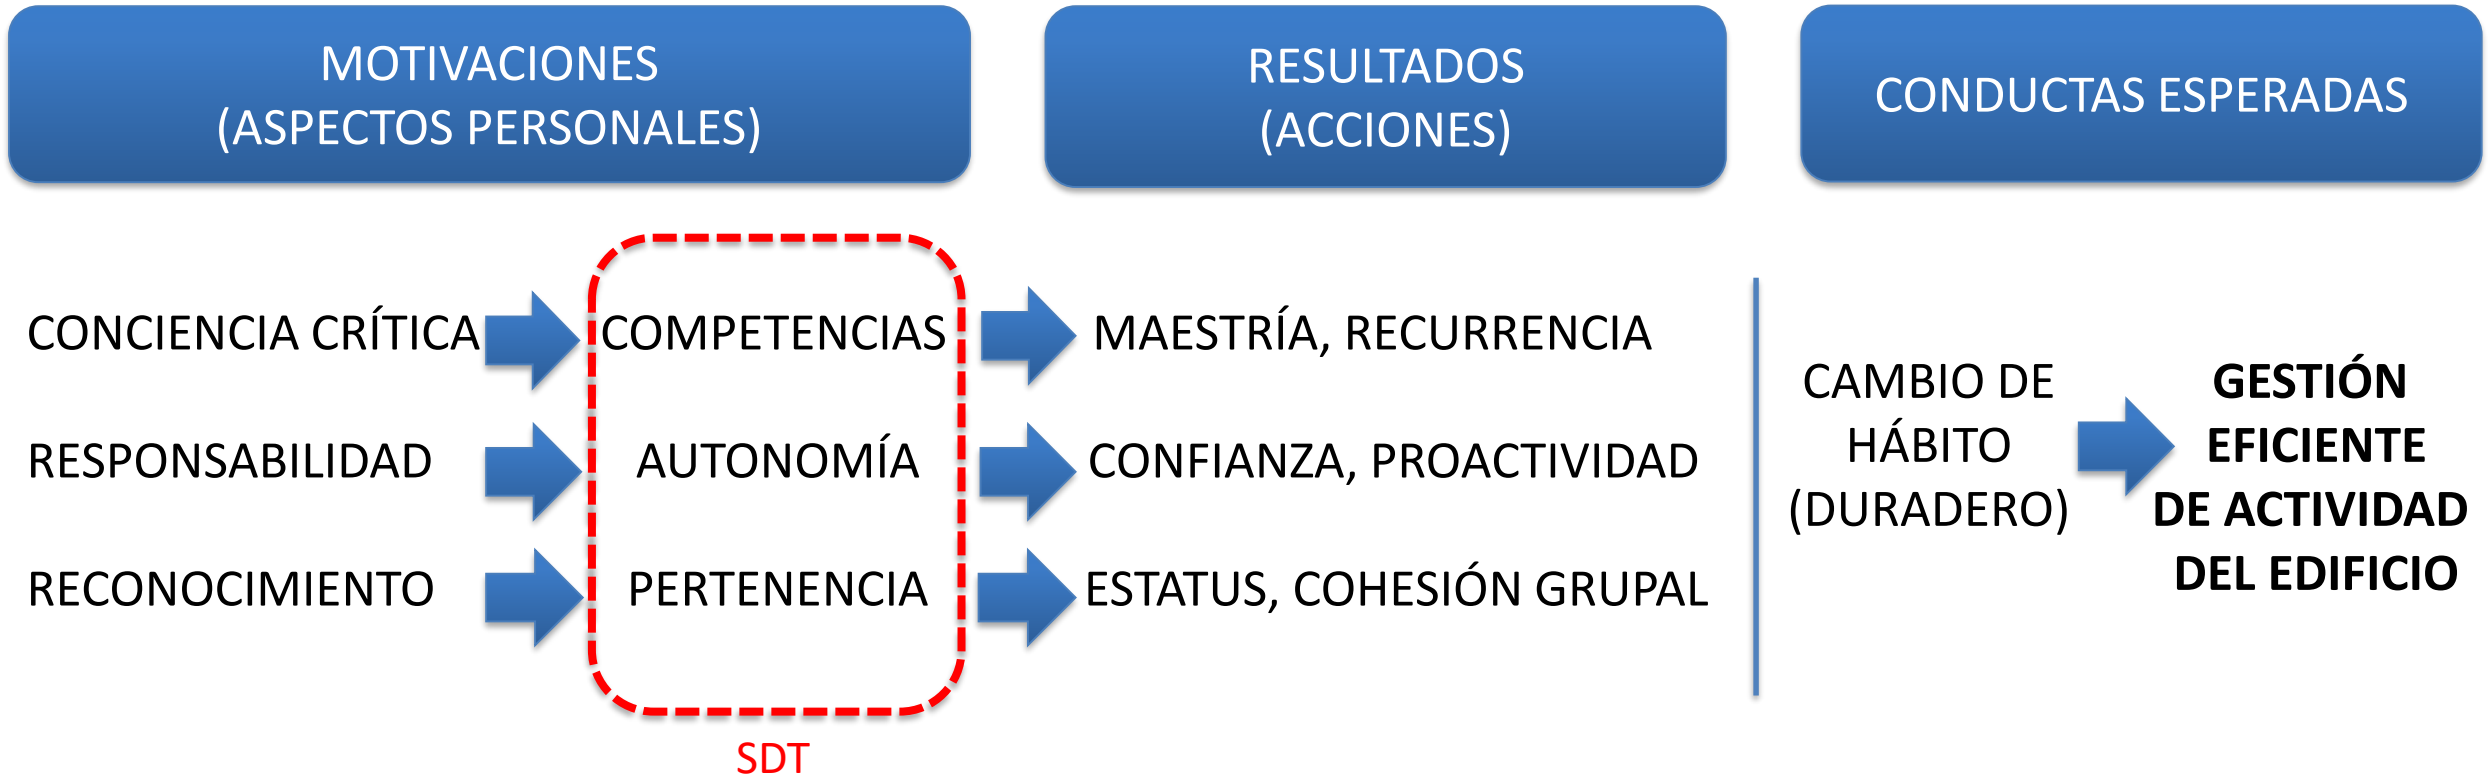 MOTIVACIONES
(ASPECTOS PERSONALES)
RESULTADOS
(ACCIONES)
CONDUCTAS ESPERADAS
CONCIENCIA CRÍTICA
COMPETENCIAS
MAESTRÍA, RECURRENCIA
RESPONSABILIDAD
AUTONOMÍA
CONFIANZA, PROACTIVIDAD
RECONOCIMIENTO
PERTENENCIA
ESTATUS, COHESIÓN GRUPAL
CAMBIO DE
HÁBITO
(DURADERO)
GESTIÓN
EFICIENTE
DE ACTIVIDAD
DEL EDIFICIO
SDT